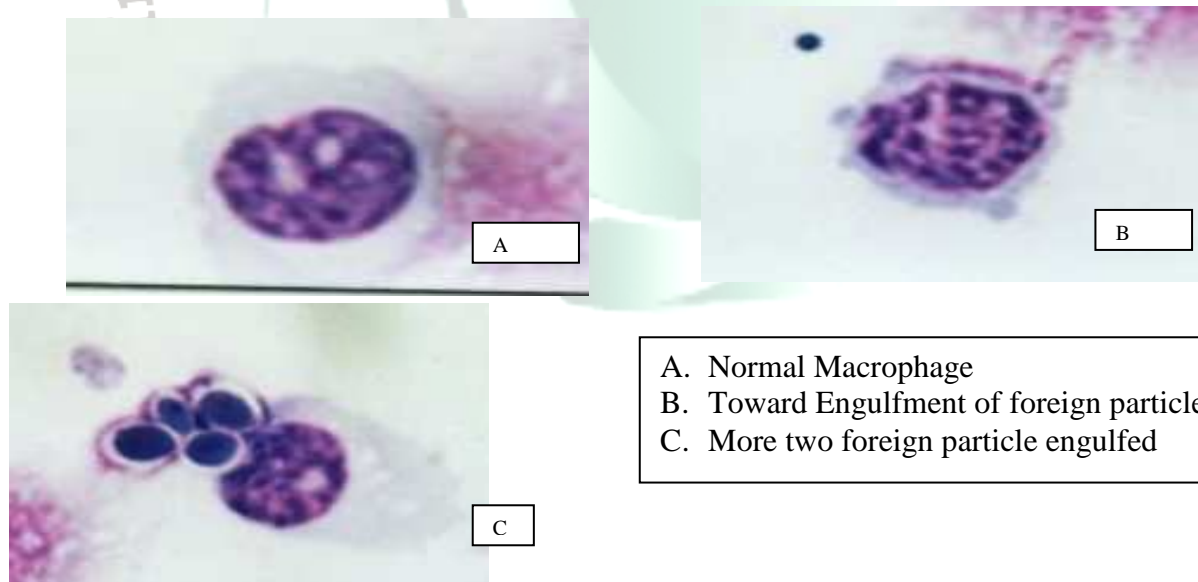 A
B
C
A. Normal Macrophage
B. Toward Engulfment of foreign particle
C. More two foreign particle engulfed